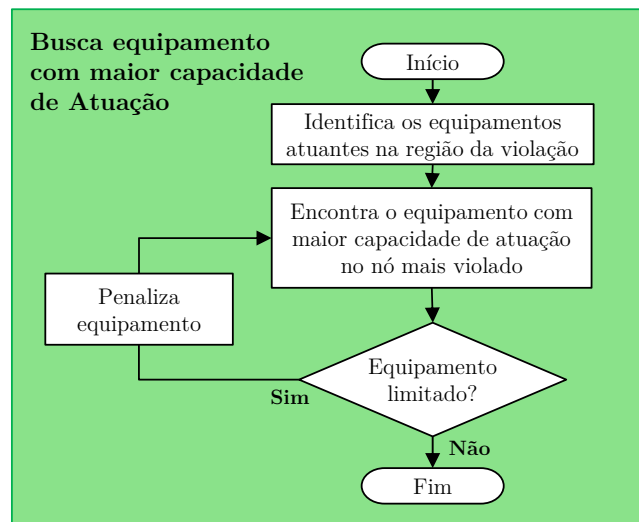 Busca equipamento
com maior capacidade
de Atuação
Início
Identifica os equipamentos
atuantes na região da violação
Encontra o equipamento com
maior capacidade de atuação
no nó mais violado
Penaliza
equipamento
Equipamento
limitado?
Sim
Não
Fim